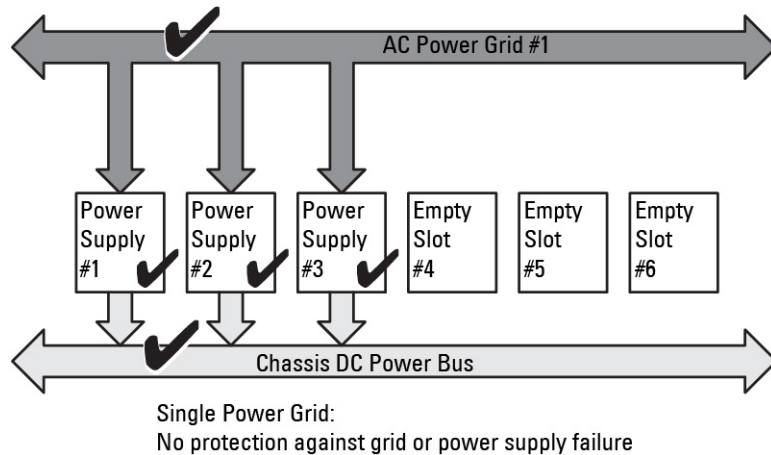 AC Power Grid #1
Power
Supply
#1
Power
Supply
#2
Power
Supply
#3
Empty
Slot
#4
Empty
Slot
#5
Empty
Slot
#6
Chassis DC Power Bus
Single Power Grid:
No protection against grid or power supply failure